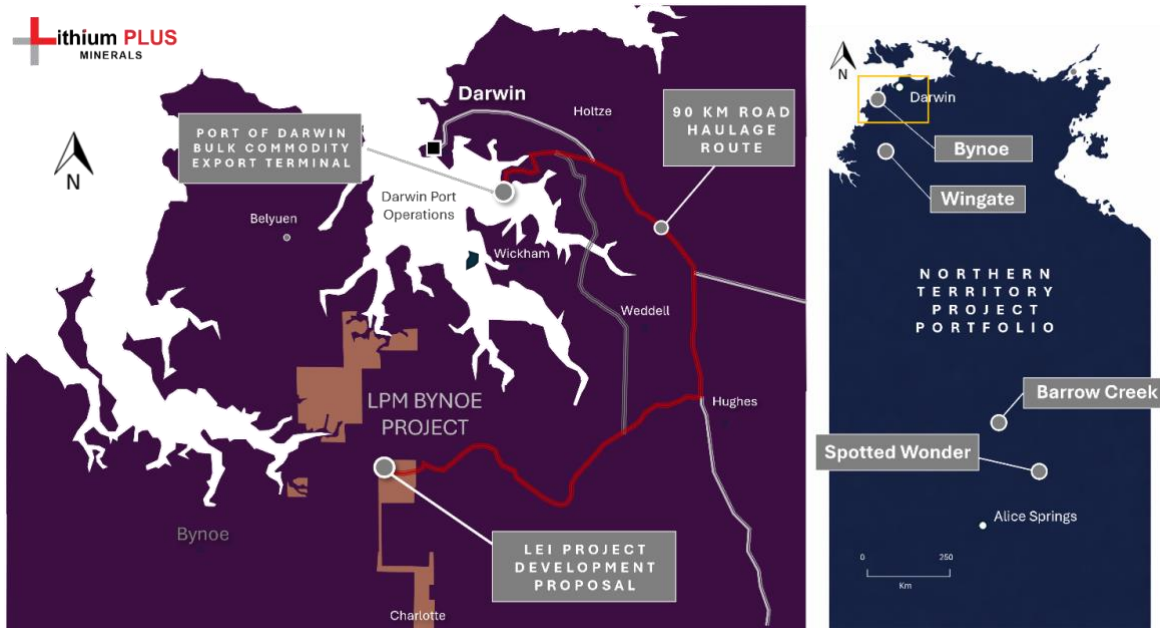 Lithium PLUS
MINERALS
N
PORT OF DARWIN
BULK COMMODITY
EXPORT TERMINAL
Darwin
Holtze
90 KM ROAD
HAULAGE
ROUTE
Darwin Port
Operations
Belyuen
Wickham
Weddell
LPM BYNOE
PROJECT
Hughes
Bynoe
LEI PROJECT
DEVELOPMENT
PROPOSAL
Charlotte
N
Darwin
Bynoe
Wingate
NORTHERN
TERRITORY
PROJECT
PORTFOLIO
Barrow Creek
Spotted Wonder
Alice Springs
0 250
Km